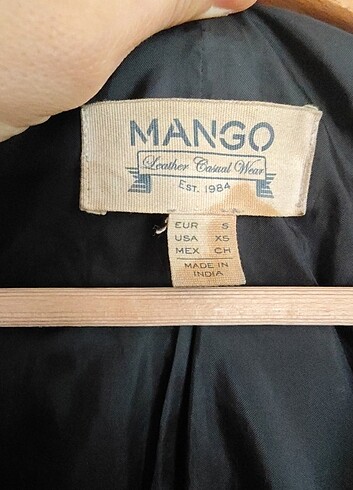 MANGO
Leather Casual Wear
EST. 1984
EUR S
USA XS
MEX CH
MADE IN
INDIA